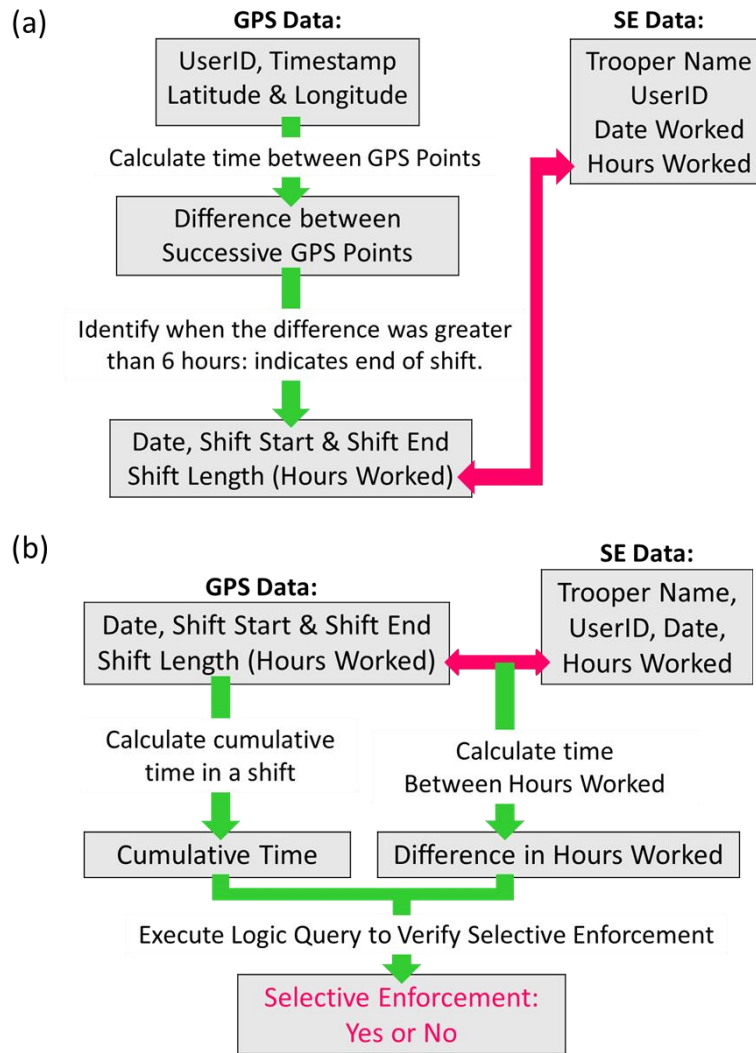 (a)
GPS Data:
UserID, Timestamp
Latitude & Longitude
Calculate time between GPS Points
Difference between
Successive GPS Points
Identify when the difference was greater
than 6 hours: indicates end of shift.
Date, Shift Start & Shift End
Shift Length (Hours Worked)
SE Data:
Trooper Name
UserID
Date Worked
Hours Worked
(b)
GPS Data:
Date, Shift Start & Shift End
Shift Length (Hours Worked)
SE Data:
Trooper Name,
UserID, Date,
Hours Worked
Calculate cumulative
time in a shift
Calculate time
Between Hours Worked
Cumulative Time
Difference in Hours Worked
Execute Logic Query to Verify Selective Enforcement
Selective Enforcement:
Yes or No